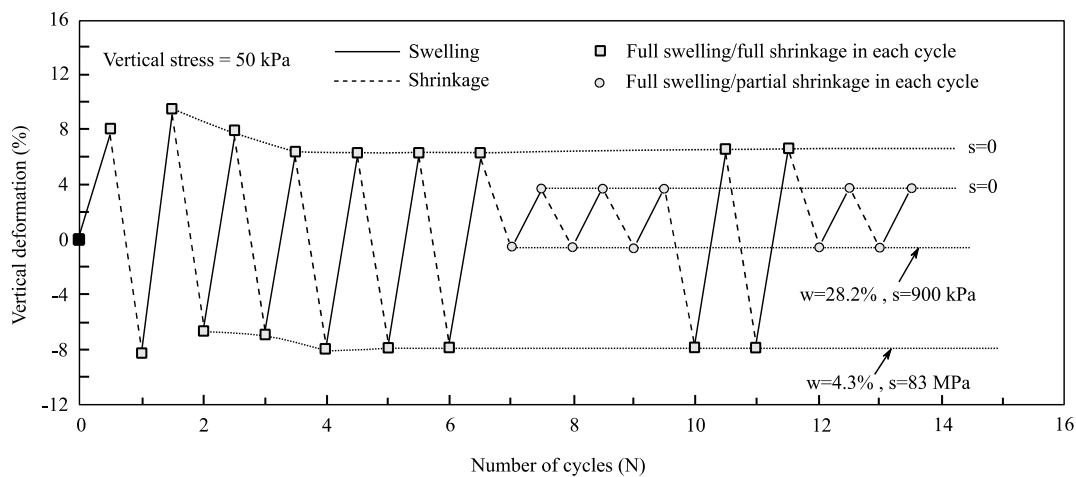 16
12
8
4
0
-4
-8
-12
Vertical deformation (%)
Vertical stress = 50 kPa
Swelling
Shrinkage
Full swelling/full shrinkage in each cycle
Full swelling/partial shrinkage in each cycle
s=0
s=0
w=28.2% , s=900 kPa
w=4.3% , s=83 MPa
0 2 4 6 8 10 12 14 16
Number of cycles (N)